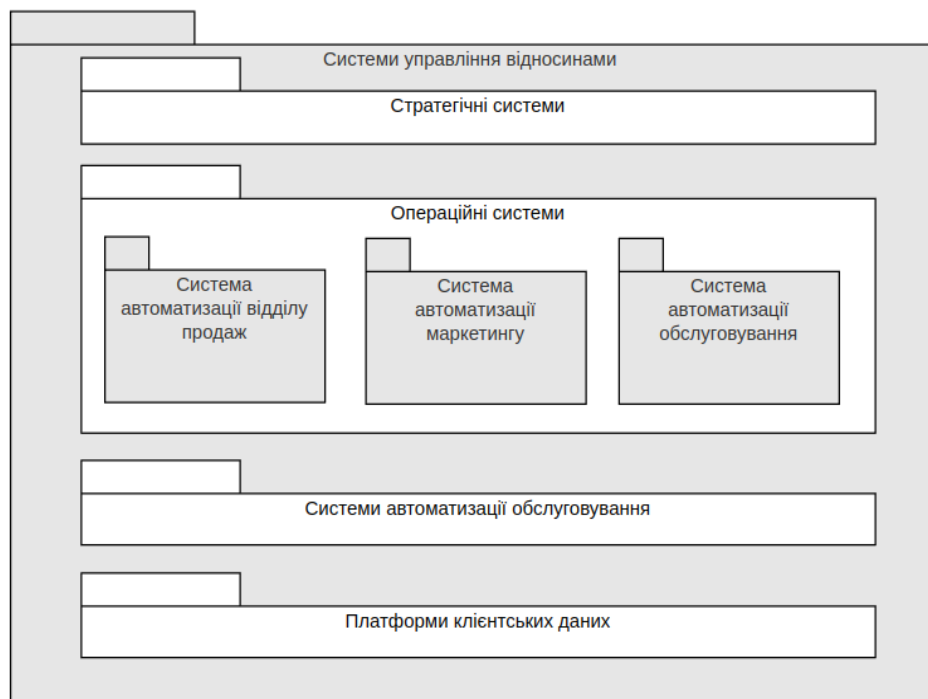 Системи управління відносинами
Стратегічні системи
Операційні системи
Система
автоматизації відділу
продаж
Система
автоматизації
маркетингу
Система
автоматизації
обслуговування
Системи автоматизації обслуговування
Платформи клієнтських даних